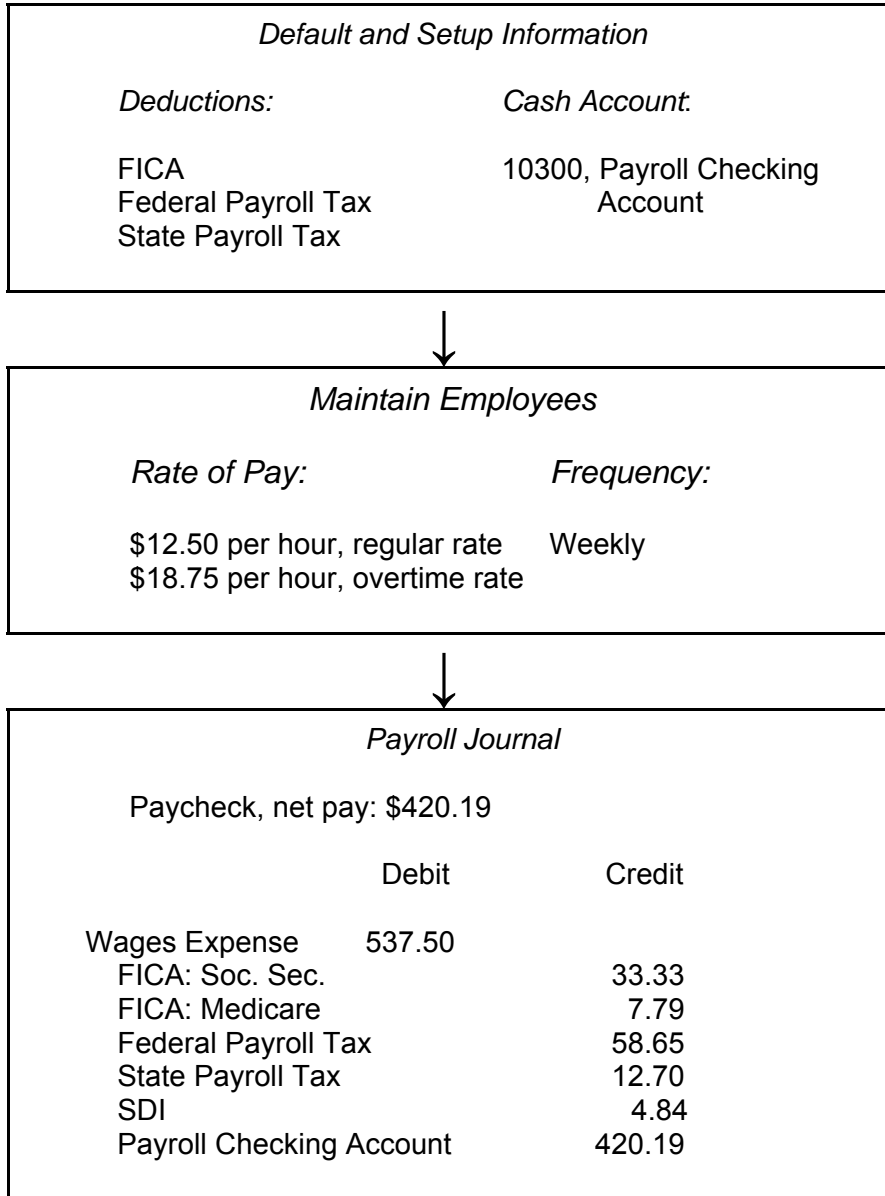 Default and Setup Information
Deductions: Cash Account:
FICA 10300, Payroll Checking
Federal Payroll Tax Account
State Payroll Tax
Maintain Employees
Rate of Pay: Frequency:
$12.50 per hour, regular rate Weekly
$18.75 per hour, overtime rate
Payroll Journal
Paycheck, net pay: $420.19
Debit Credit
Wages Expense 537.50
FICA: Soc. Sec. 33.33
FICA: Medicare 7.79
Federal Payroll Tax 58.65
State Payroll Tax 12.70
SDI 4.84
Payroll Checking Account 420.19